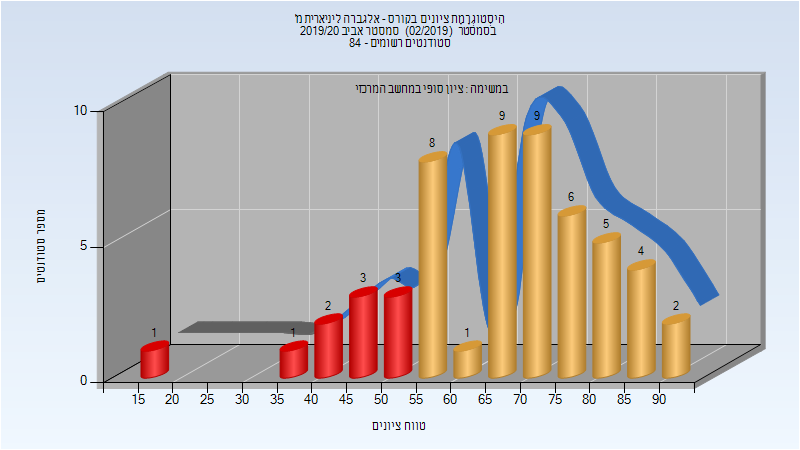 היסטוגרמת ציונים בקורס - אלגברה ליניארית מ'
בסמסטר (02/2019) סמסטר אביב 2019/20
סטודנטים רשומים - 84
במשימה : ציון סופי במחשב המרכזי
מספר סטודנטים
10
5
0
1
1
2
3
3
8
1
9
9
6
5
4
2
15 20 25 30 35 40 45 50 55 60 65 70 75 80 85 90
טווח ציונים